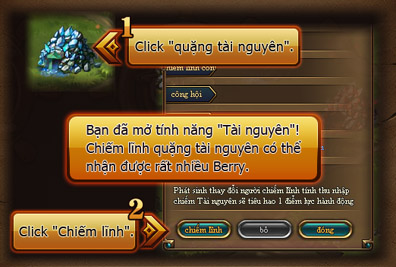 1
Click "quặng tài nguyên".
chiếm lĩnh
công hội
Bạn đã mở tính năng "Tài nguyên"!
Chiếm lĩnh quặng tài nguyên có thể
nhận được rất nhiều Berry.
Phát sinh thay đổi người chiếm lĩnh tính thu nhập
chiếm Tài nguyên sẽ tiêu hao 1 điểm lực hành động
2
Click "Chiếm lĩnh".
chiếm lĩnh
bỏ
đóng